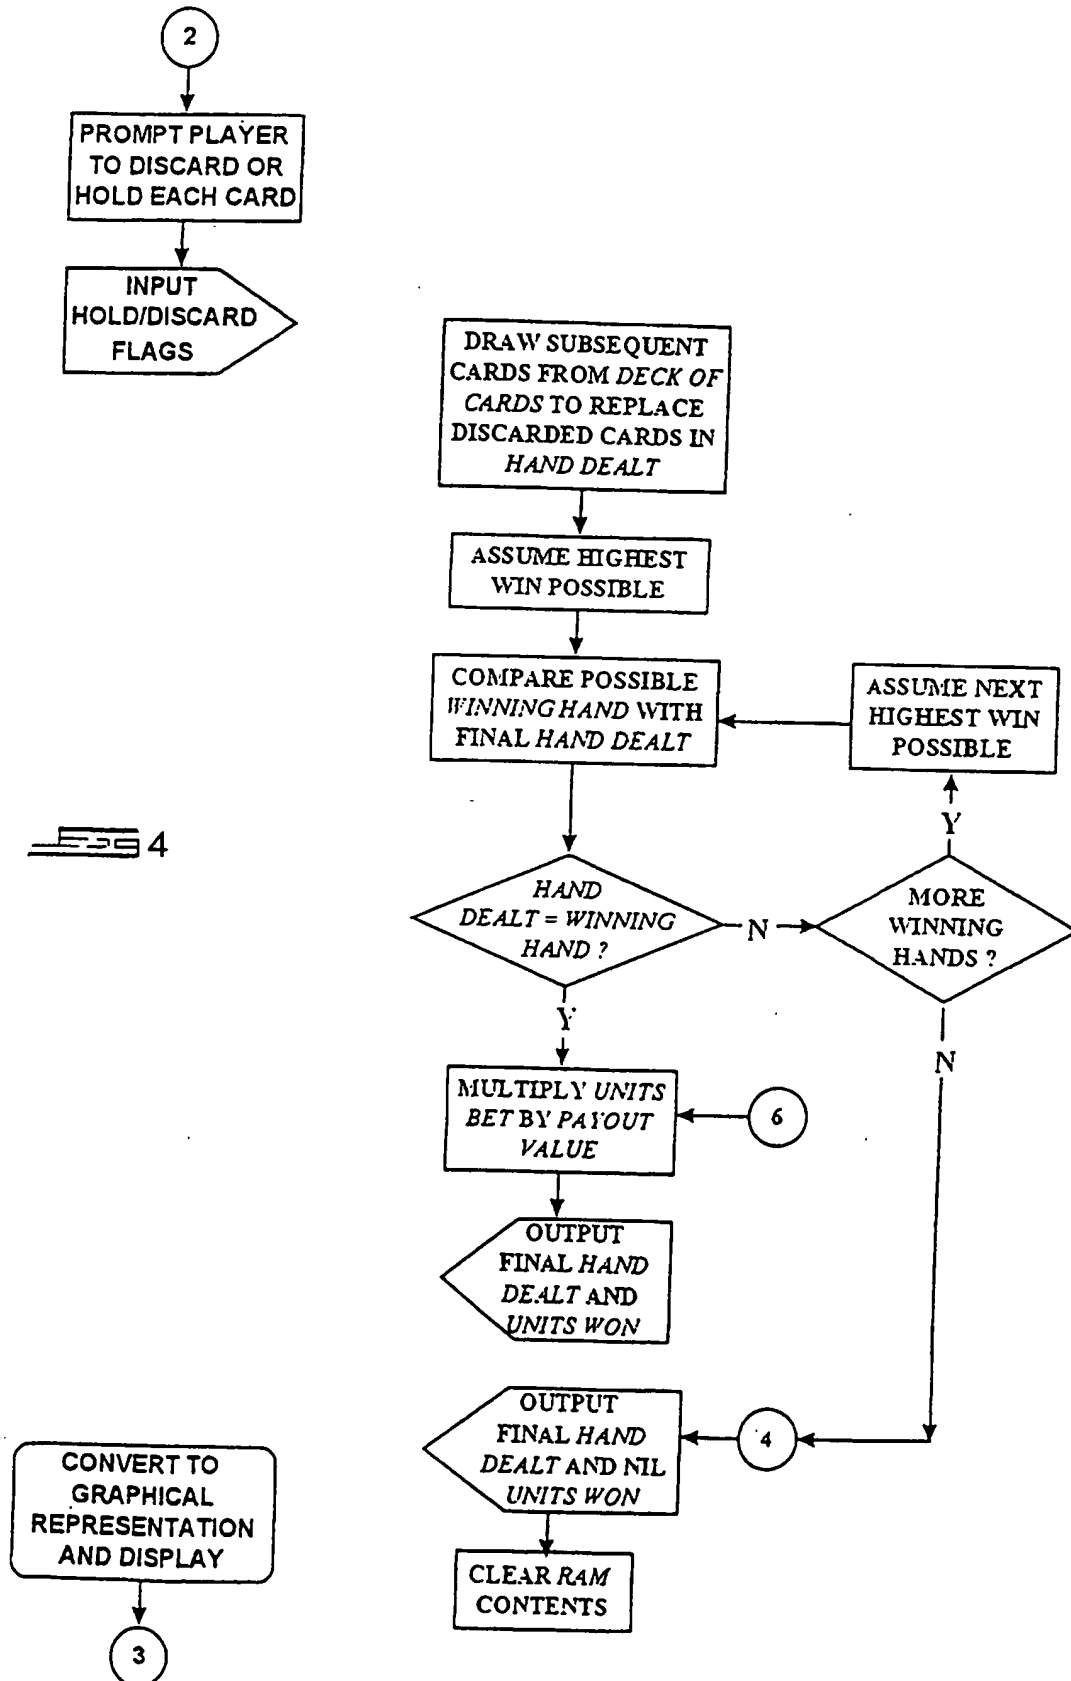 2
PROMPT PLAYER
TO DISCARD OR
HOLD EACH CARD
INPUT
HOLD/DISCARD
FLAGS
DRAW SUBSEQUENT
CARDS FROM DECK OF
CARDS TO REPLACE
DISCARDED CARDS IN
HAND DEALT
ASSUME HIGHEST
WIN POSSIBLE
COMPARE POSSIBLE
WINNING HAND WITH
FINAL HAND DEALT
ASSUME NEXT
HIGHEST WIN
POSSIBLE
Y
4
HAND
DEALT = WINNING
HAND ?
N
MORE
WINNING
HANDS ?
Y
N
MULTIPLY UNITS
BET BY PAYOUT
VALUE
6
OUTPUT
FINAL HAND
DEALT AND
UNITS WON
OUTPUT
FINAL HAND
DEALT AND NIL
UNITS WON
4
CONVERT TO
GRAPHICAL
REPRESENTATION
AND DISPLAY
CLEAR RAM
CONTENTS
3